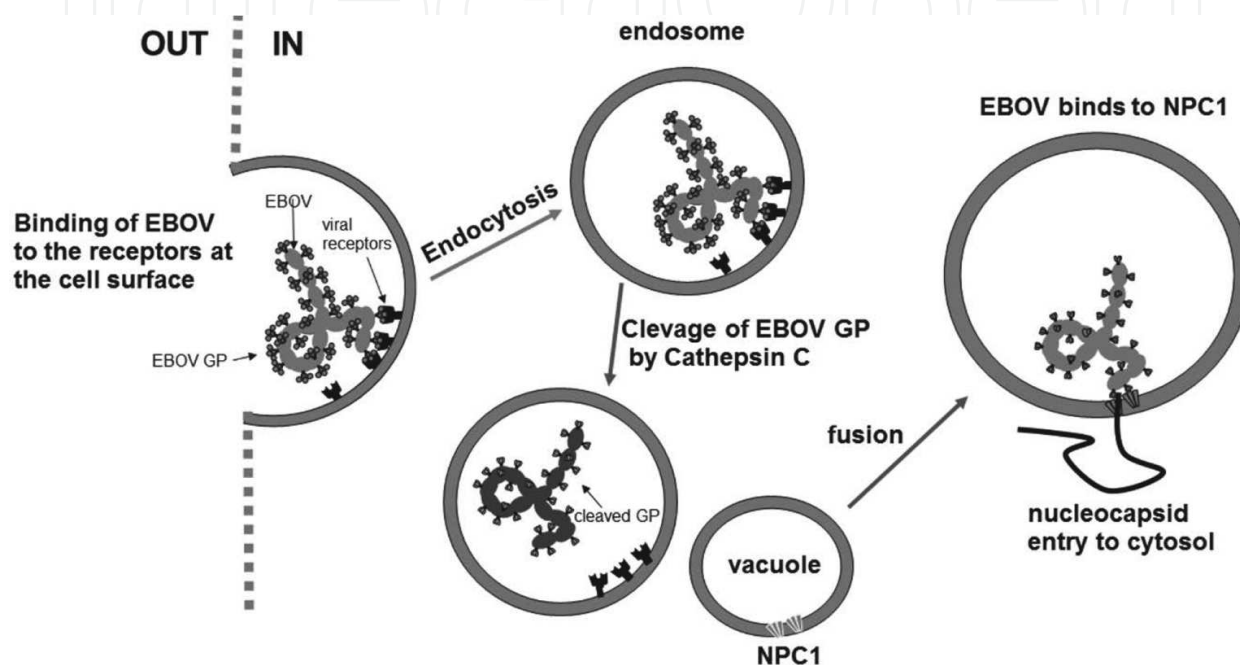 OUT IN
endosome
EBOV binds to NPC1
Binding of EBOV
to the receptors at
the cell surface
EBOV
viral
receptors
EBOV GP
Endocytosis
Clevage of EBOV GP
by Cathepsin C
cleaved GP
vacuole
NPC1
fusion
nucleocapsid
entry to cytosol